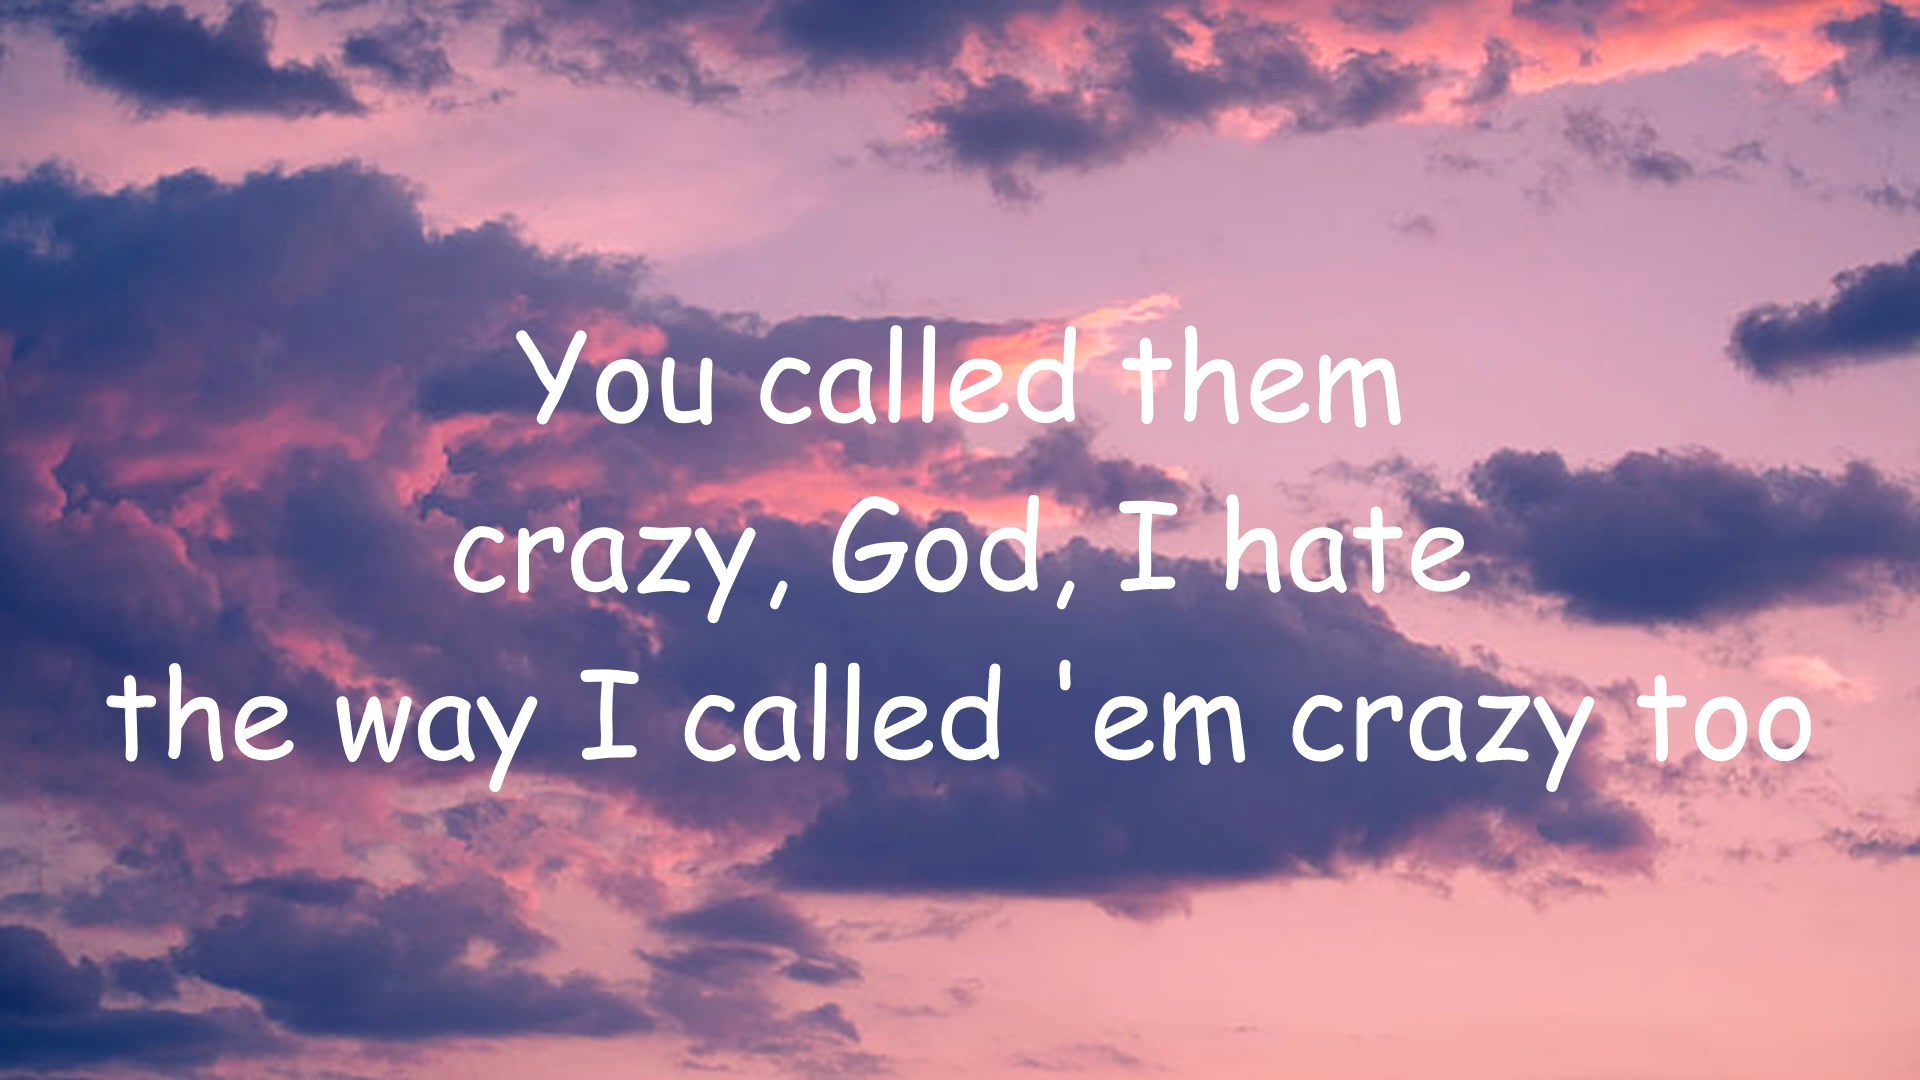 You called them
crazy, God, I hate
the way I called 'em crazy too